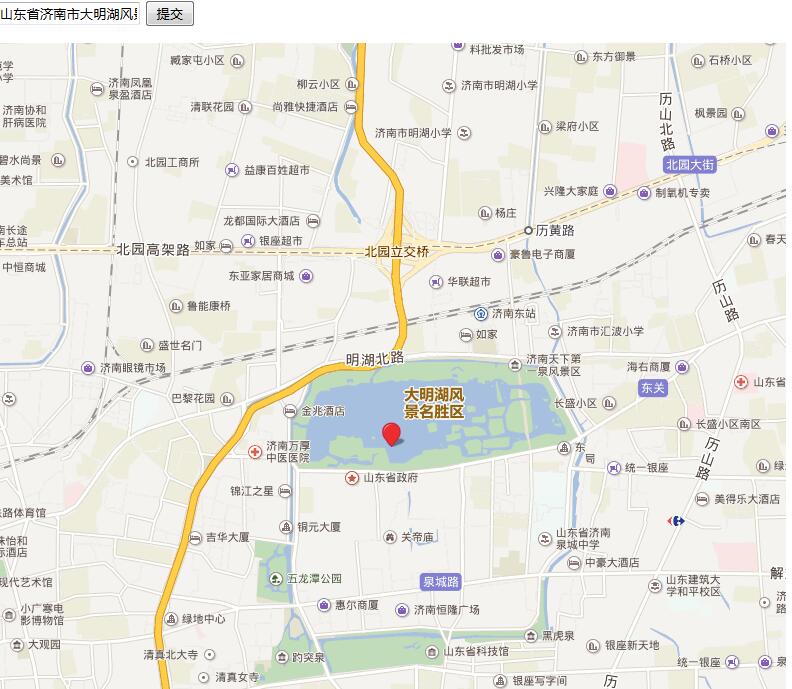 山东省济南市大明湖风景
提交
料批发市场
东方御景
石桥小区
臧家屯小区
济南凤凰
泉盈酒店
柳云小区
济南市明湖小学
清联花园
尚雅快捷酒店
历山北路
枫景园
济南协和
肝病医院
济南市明湖小学
梁府小区
碧水尚景
北园工商所
北园大街
美术馆
益康百姓超市
兴隆大家庭
制氧机专卖
龙都国际大酒店
杨庄
南长途
车总站
北园高架路
如家
银座超市
历黄路
春天
北园立交桥
豪鲁电子商厦
中恒商城
东亚家居商城
华联超市
历山路
鲁能康桥
济南东站
盛世名门
如家
济南市汇波小学
明湖北路
济南天下第
一泉风景区
济南眼镜市场
海右商厦
东关
山东省
大明湖风
景名胜区
巴黎花园
金兆酒店
长盛小区
长盛小区南区
济南万厚
中医医院
东
局
历山路
山东省政府
统一银座
锦江之星
美得乐大酒店
路体育馆
铜元大厦
吉华大厦
关帝庙
山东省济南
泉城中学
中豪大酒店
五龙潭公园
泉城路
解
现代艺术馆
山东建筑大
学和平校区
小广寒电
影博物馆
惠尔商厦
济南恒隆广场
绿地中心
大观园
黑虎泉
银座新天地
清真北大寺
趵突泉
山东省科技馆
统一银座
清真女寺
银座写字间
历